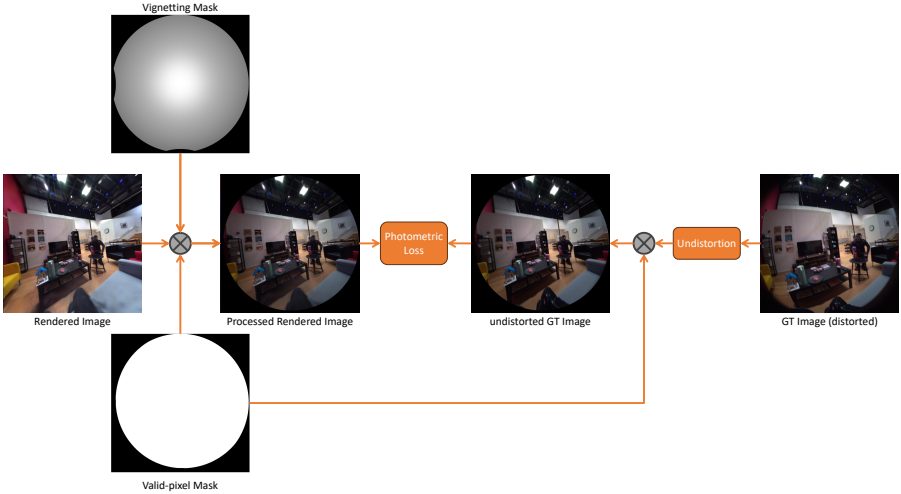 Vignetting Mask
Photometric
Loss
Undistortion
Rendered Image
Processed Rendered Image
undistorted GT Image
GT Image (distorted)
Valid-pixel Mask